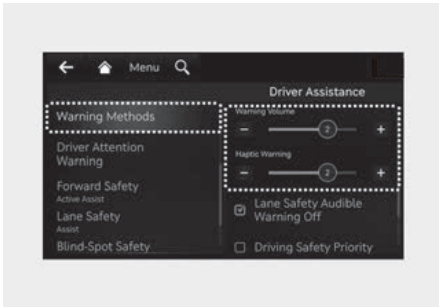 Menu
Driver Assistance
Warning Methods
Driver Attention
Warning
Forward Safety
Active Assist
Lane Safety
Assist
Blind-Spot Safety
Warning Volume
− 2 +
Haptic Warning
− 2 +
Lane Safety Audible
Warning Off
Driving Safety Priority